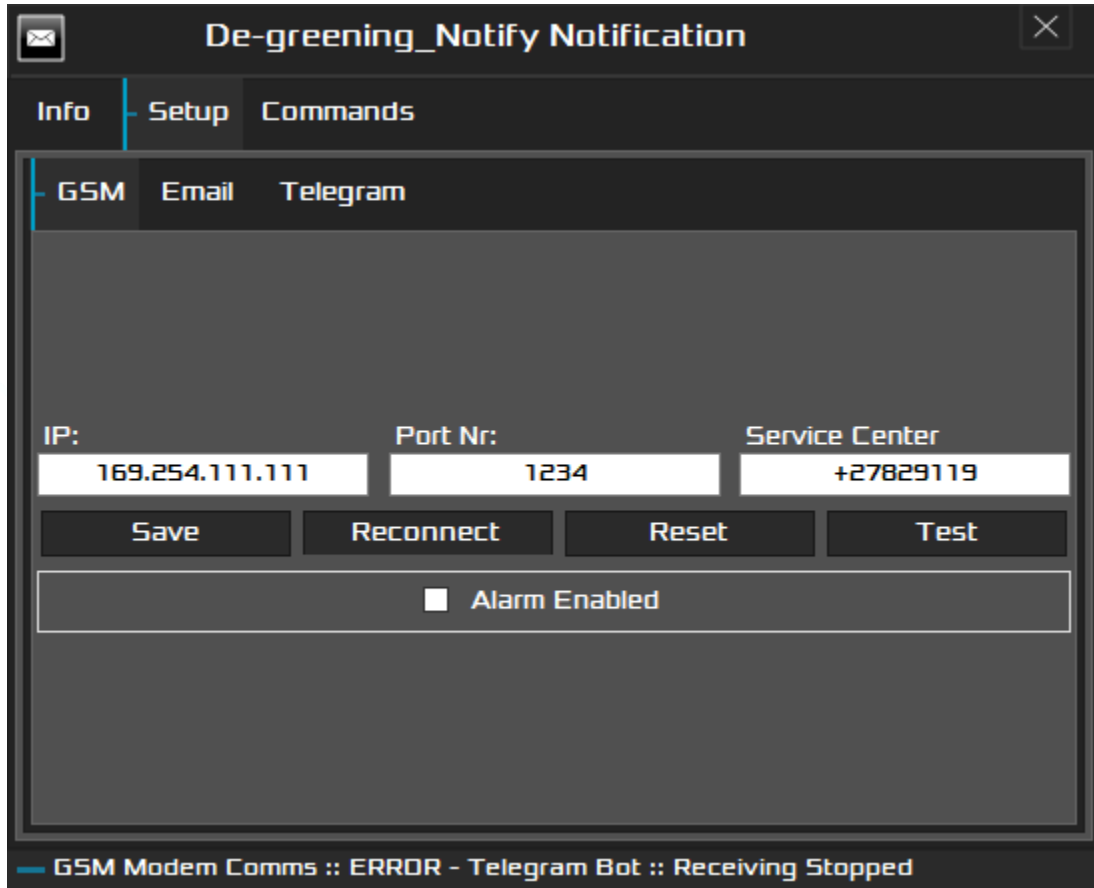 De-greening_Notify Notification
Info Setup Commands
GSM Email Telegram
IP: Port Nr: Service Center
169.254.111.111 1234 +27829119
Save Reconnect Reset Test
Alarm Enabled
GSM Modem Comms :: ERROR - Telegram Bot :: Receiving Stopped